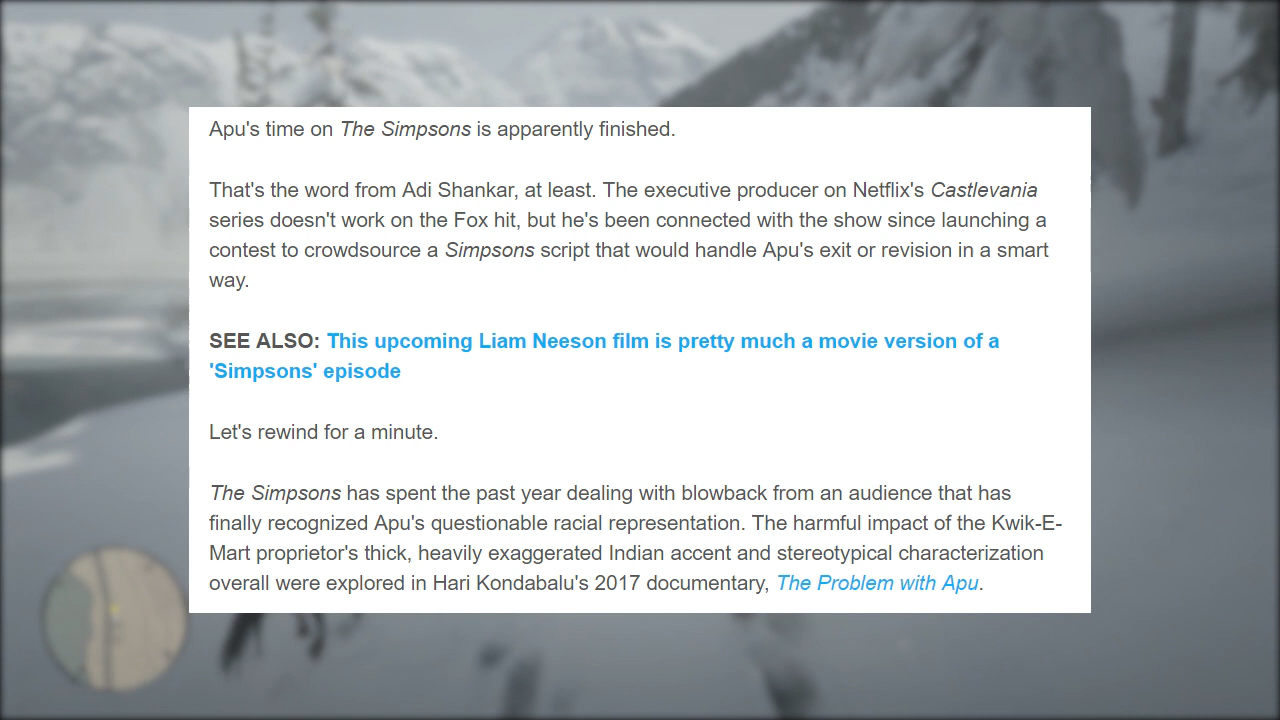 Apu's time on The Simpsons is apparently finished.
That's the word from Adi Shankar, at least. The executive producer on Netflix's Castlevania
series doesn't work on the Fox hit, but he's been connected with the show since launching a
contest to crowdsource a Simpsons script that would handle Apu's exit or revision in a smart
way.
SEE ALSO: This upcoming Liam Neeson film is pretty much a movie version of a
'Simpsons' episode
Let's rewind for a minute.
The Simpsons has spent the past year dealing with blowback from an audience that has
finally recognized Apu's questionable racial representation. The harmful impact of the Kwik-E-
Mart proprietor's thick, heavily exaggerated Indian accent and stereotypical characterization
overall were explored in Hari Kondabalu's 2017 documentary, The Problem with Apu.